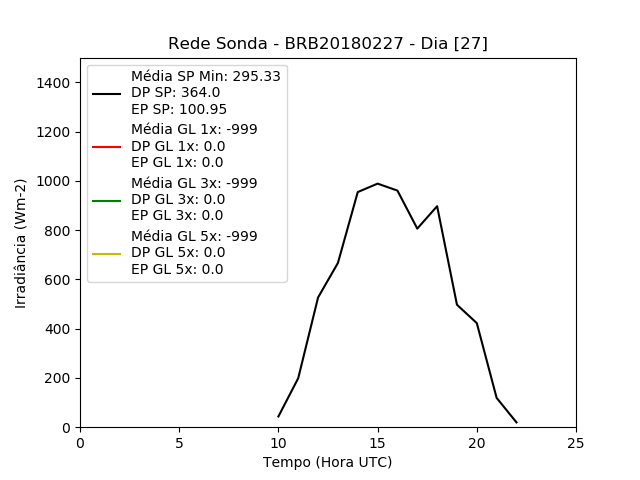 Rede Sonda - BRB20180227 - Dia [27]
Média SP Min: 295.33
DP SP: 364.0
EP SP: 100.95
Média GL 1x: -999
DP GL 1x: 0.0
EP GL 1x: 0.0
Média GL 3x: -999
DP GL 3x: 0.0
EP GL 3x: 0.0
Média GL 5x: -999
DP GL 5x: 0.0
EP GL 5x: 0.0
Irradiância (Wm-2)
1400
1200
1000
800
600
400
200
0
0 5 10 15 20 25
Tempo (Hora UTC)